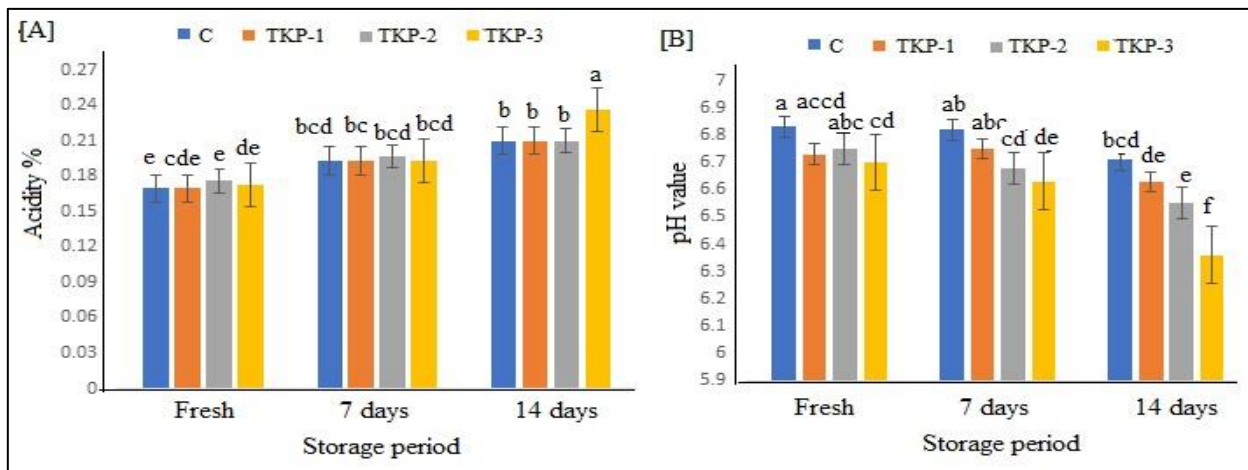 [A]
C TKP-1 TKP-2 TKP-3
0.27
0.24
0.21
0.18
0.15
0.12
0.09
0.06
0.03
0
Acidity %
e cde e de
bcd bc bcd bcd
b b b a
Fresh 7 days 14 days
Storage period
[B]
C TKP-1 TKP-2 TKP-3
7
6.9
6.8
6.7
6.6
6.5
6.4
6.3
6.2
6.1
6
5.9
pH value
a accd abc cd
ab abc cd de
bcd de e f
Fresh 7 days 14 days
Storage period